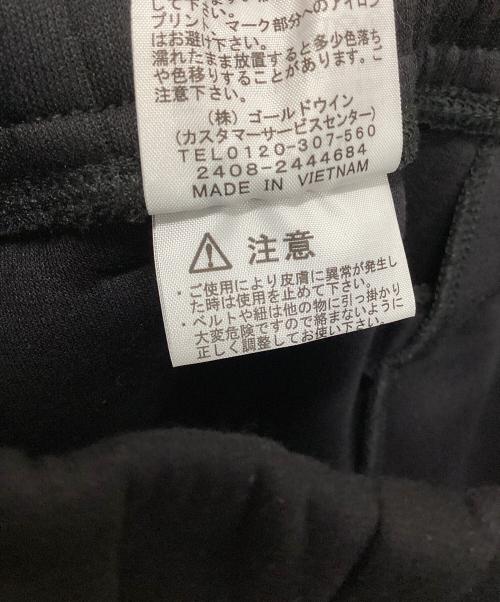 して下さい。
プリント、マーク部分へのアイロン
はお避け下さい。
濡れたまま放置すると多少色落ち
や色移りすることがあります。ご
注意下さい。
(株) ゴールドウイン
(カスタマーサービスセンター)
TEL0120-307-560
2408-2444684
MADE IN VIETNAM
注意
・ご使用により皮膚に異常が発生し
た時は使用を止めて下さい。
・ベルトや紐は他の物に引っ掛かり
大変危険ですので絡まないように
正しく調整してお使い下さい。